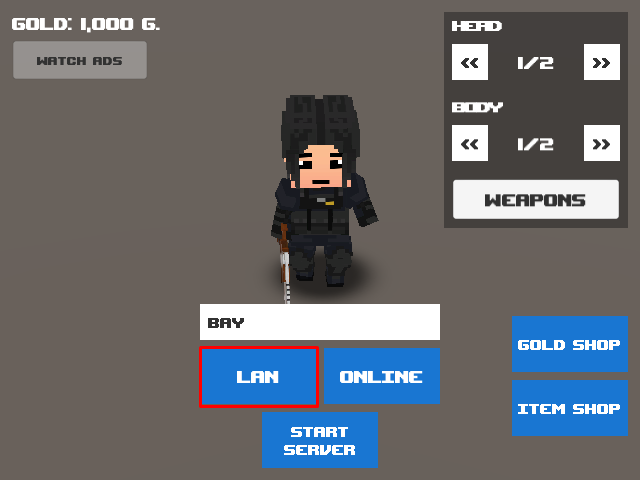 GOLD: 1,000 G.
WATCH ADS
HEAD
<< 1/2 >>
BODY
<< 1/2 >>
WEAPONS
BAY
LAN
ONLINE
START
SERVER
GOLD SHOP
ITEM SHOP